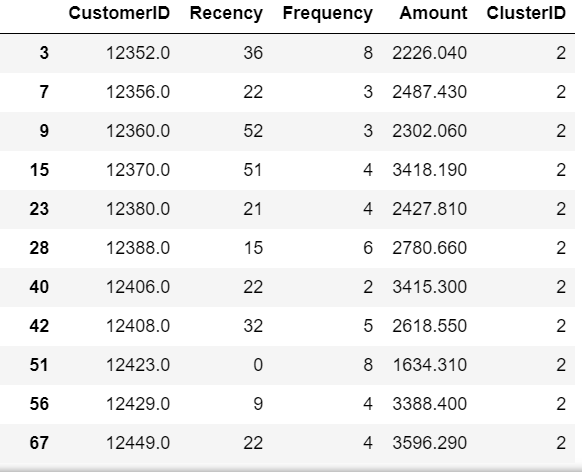 CustomerID Recency Frequency Amount ClusterID
3 12352.0 36 8 2226.040 2
7 12356.0 22 3 2487.430 2
9 12360.0 52 3 2302.060 2
15 12370.0 51 4 3418.190 2
23 12380.0 21 4 2427.810 2
28 12388.0 15 6 2780.660 2
40 12406.0 22 2 3415.300 2
42 12408.0 32 5 2618.550 2
51 12423.0 0 8 1634.310 2
56 12429.0 9 4 3388.400 2
67 12449.0 22 4 3596.290 2